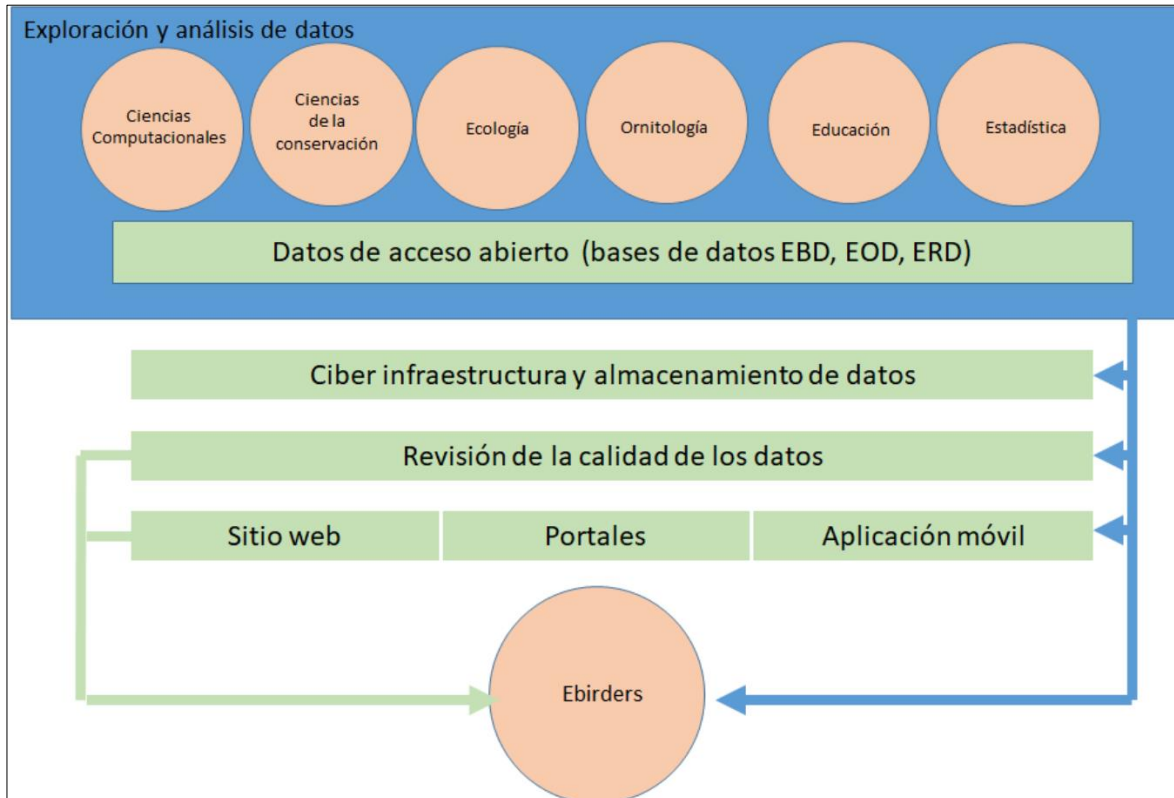 Exploración y análisis de datos
Ciencias
Computacionales
Ciencias
de la
conservación
Ecología
Ornitología
Educación
Estadística
Datos de acceso abierto (bases de datos EBD, EOD, ERD)
Ciber infraestructura y almacenamiento de datos
Revisión de la calidad de los datos
Sitio web
Portales
Aplicación móvil
Ebirders